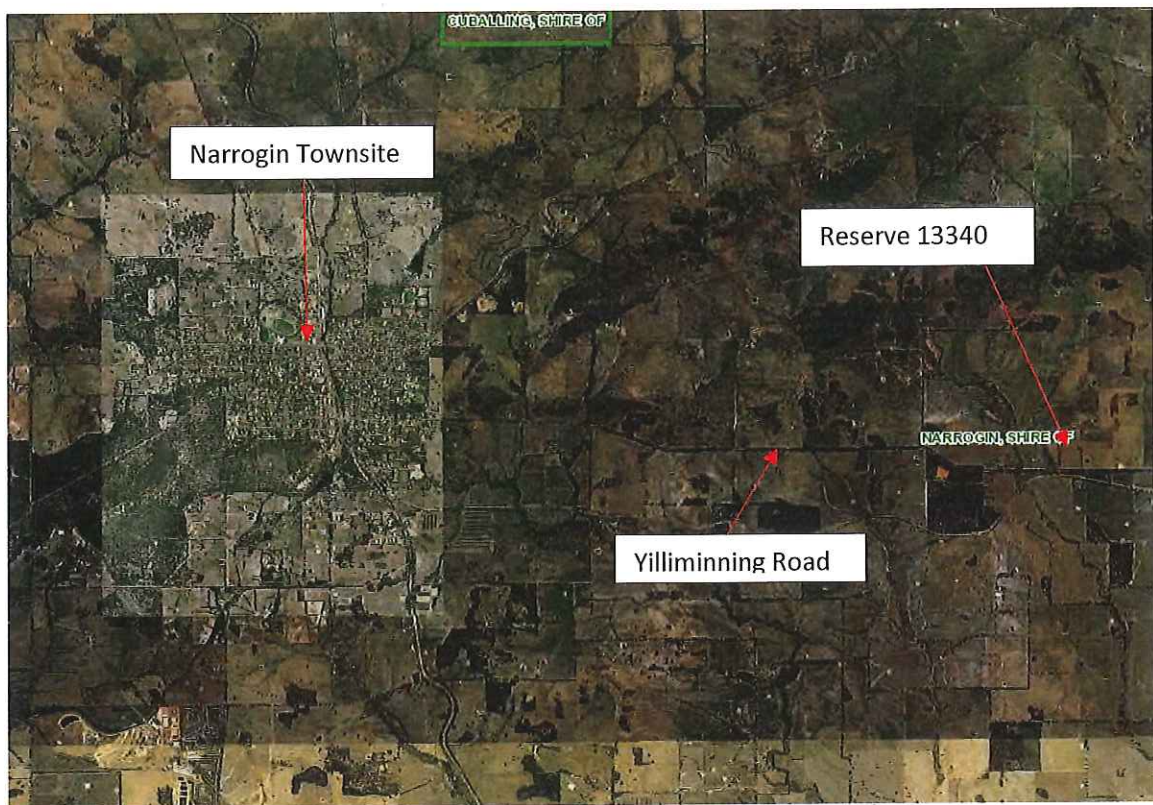 CUBALLING, SHIRE OF
Narrogin Townsite
Reserve 13340
NARROGIN, SHIRE OF
Yilliminning Road